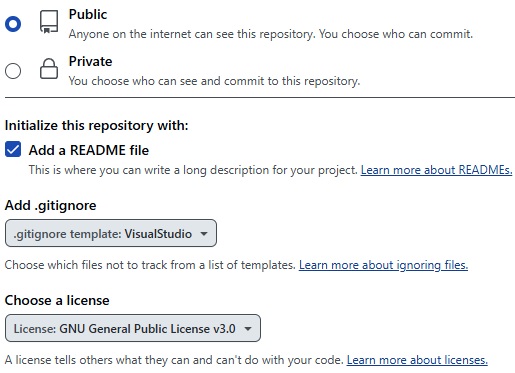 Public
Anyone on the internet can see this repository. You choose who can commit.
Private
You choose who can see and commit to this repository.
Initialize this repository with:
Add a README file
This is where you can write a long description for your project. Learn more about READMEs.
Add .gitignore
.gitignore template: VisualStudio
Choose which files not to track from a list of templates. Learn more about ignoring files.
Choose a license
License: GNU General Public License v3.0
A license tells others what they can and can't do with your code. Learn more about licenses.